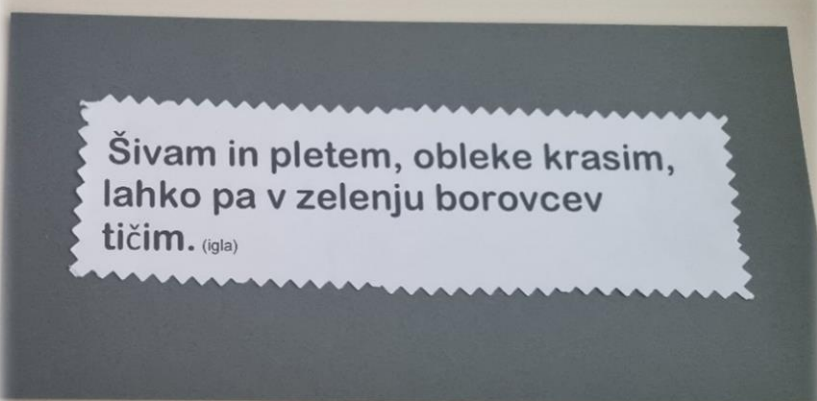 Šivam in pletem, obleke krasim,
lahko pa v zelenju borovcev
tičim. (igla)